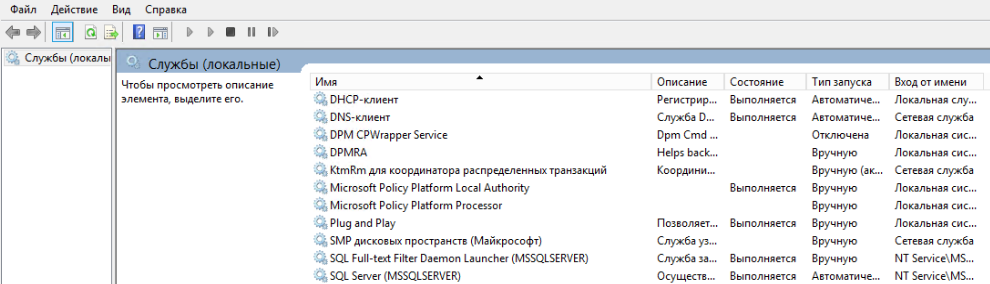 Файл Действие Вид Справка
Службы (локалы
Службы (локальные)
Чтобы просмотреть описание
элемента, выделите его.
Имя Описание Состояние Тип запуска Вход от имени
DHCP-клиент Регистрир... Выполняется Автоматиче... Локальная слу...
DNS-клиент Служба D... Выполняется Автоматиче... Сетевая служба
DPM CPWrapper Service Dpm Cmd ... Отключена Локальная сис...
DPMRA Helps back... Вручную Локальная сис...
KtmRm для координатора распределенных транзакций Координи... Вручную (ак... Сетевая служба
Microsoft Policy Platform Local Authority Выполняется Вручную Локальная сис...
Microsoft Policy Platform Processor Вручную Локальная сис...
Plug and Play Позволяет... Выполняется Вручную Локальная сис...
SMP дисковых пространств (Майкрософт) Служба уз... Вручную Сетевая служба
SQL Full-text Filter Daemon Launcher (MSSQLSERVER) Служба за... Выполняется Вручную NT Service\MS...
SQL Server (MSSQLSERVER) Осуществ... Выполняется Автоматиче... NT Service\MS...